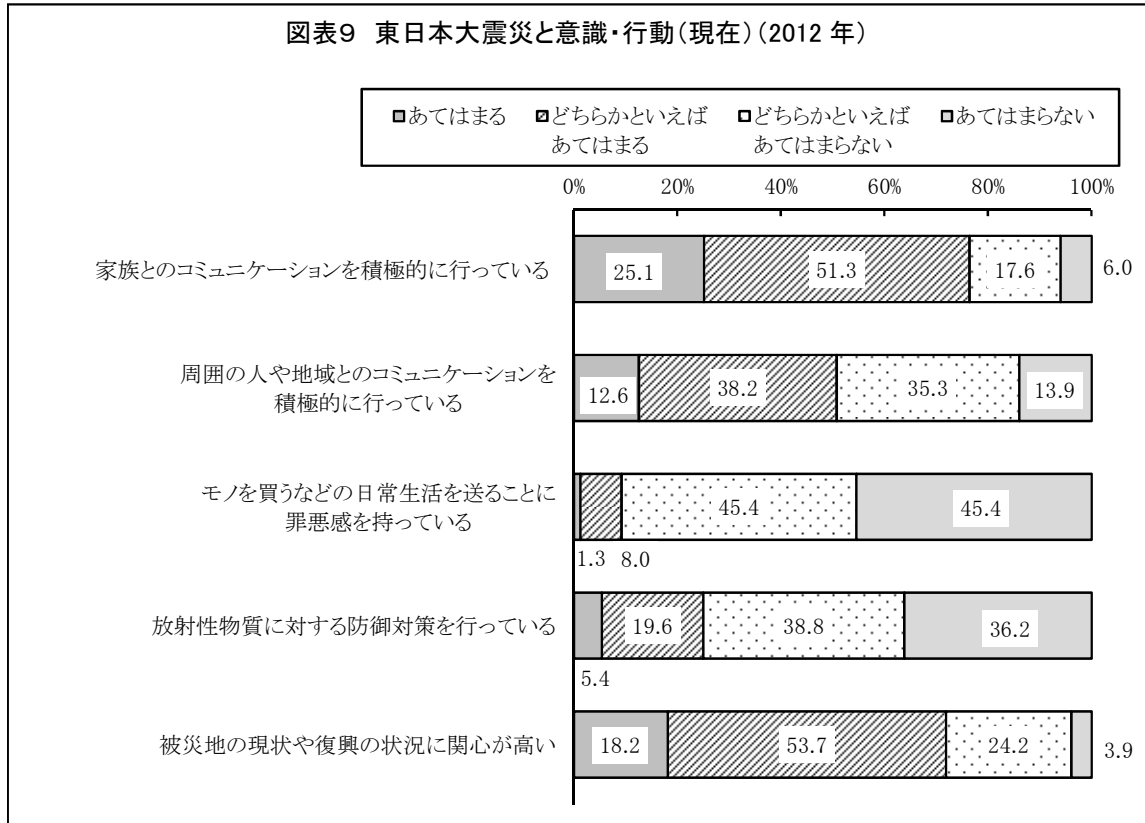 図表9 東日本大震災と意識・行動(現在)(2012 年)
■あてはまる
どちらかといえば
あてはまる
どちらかといえば
あてはまらない
■あてはまらない
0% 20% 40% 60% 80% 100%
家族とのコミュニケーションを積極的に行っている
25.1 51.3 17.6 6.0
周囲の人や地域とのコミュニケーションを
積極的に行っている
12.6 38.2 35.3 13.9
モノを買うなどの日常生活を送ることに
罪悪感を持っている
45.4 45.4
1.3 8.0
放射性物質に対する防御対策を行っている
19.6 38.8 36.2
5.4
被災地の現状や復興の状況に関心が高い
18.2 53.7 24.2 3.9